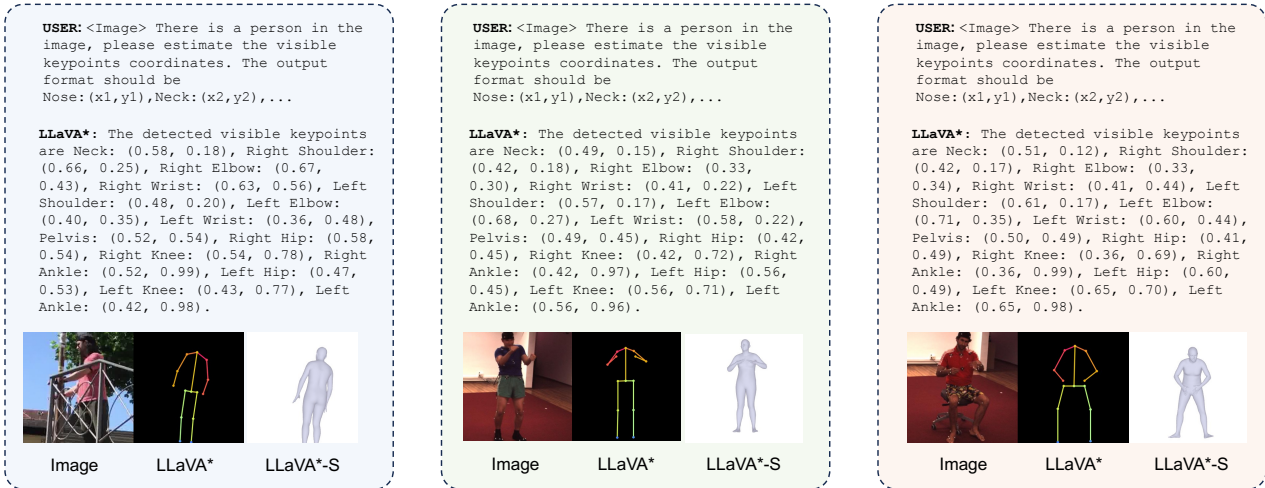 USER: <Image> There is a person in the
image, please estimate the visible
keypoints coordinates. The output
format should be
Nose:(x1,y1),Neck:(x2,y2),...
LLaVA*: The detected visible keypoints
are Neck: (0.58, 0.18), Right Shoulder:
(0.66, 0.25), Right Elbow: (0.67,
0.43), Right Wrist: (0.63, 0.56), Left
Shoulder: (0.48, 0.20), Left Elbow:
(0.40, 0.35), Left Wrist: (0.36, 0.48),
Pelvis: (0.52, 0.54), Right Hip: (0.58,
0.54), Right Knee: (0.54, 0.78), Right
Ankle: (0.52, 0.99), Left Hip: (0.47,
0.53), Left Knee: (0.43, 0.77), Left
Ankle: (0.42, 0.98).
Image LLaVA* LLaVA*-S
USER: <Image> There is a person in the
image, please estimate the visible
keypoints coordinates. The output
format should be
Nose:(x1,y1),Neck:(x2,y2),...
LLaVA*: The detected visible keypoints
are Neck: (0.49, 0.15), Right Shoulder:
(0.42, 0.18), Right Elbow: (0.33,
0.30), Right Wrist: (0.41, 0.22), Left
Shoulder: (0.57, 0.17), Left Elbow:
(0.68, 0.27), Left Wrist: (0.58, 0.22),
Pelvis: (0.49, 0.45), Right Hip: (0.42,
0.45), Right Knee: (0.42, 0.72), Right
Ankle: (0.42, 0.97), Left Hip: (0.56,
0.45), Left Knee: (0.56, 0.71), Left
Ankle: (0.56, 0.96).
Image LLaVA* LLaVA*-S
USER: <Image> There is a person in the
image, please estimate the visible
keypoints coordinates. The output
format should be
Nose:(x1,y1),Neck:(x2,y2),...
LLaVA*: The detected visible keypoints
are Neck: (0.51, 0.12), Right Shoulder:
(0.42, 0.17), Right Elbow: (0.33,
0.34), Right Wrist: (0.41, 0.44), Left
Shoulder: (0.61, 0.17), Left Elbow:
(0.71, 0.35), Left Wrist: (0.60, 0.44),
Pelvis: (0.50, 0.49), Right Hip: (0.41,
0.49), Right Knee: (0.36, 0.69), Right
Ankle: (0.36, 0.99), Left Hip: (0.60,
0.49), Left Knee: (0.65, 0.70), Left
Ankle: (0.65, 0.98).
Image LLaVA* LLaVA*-S